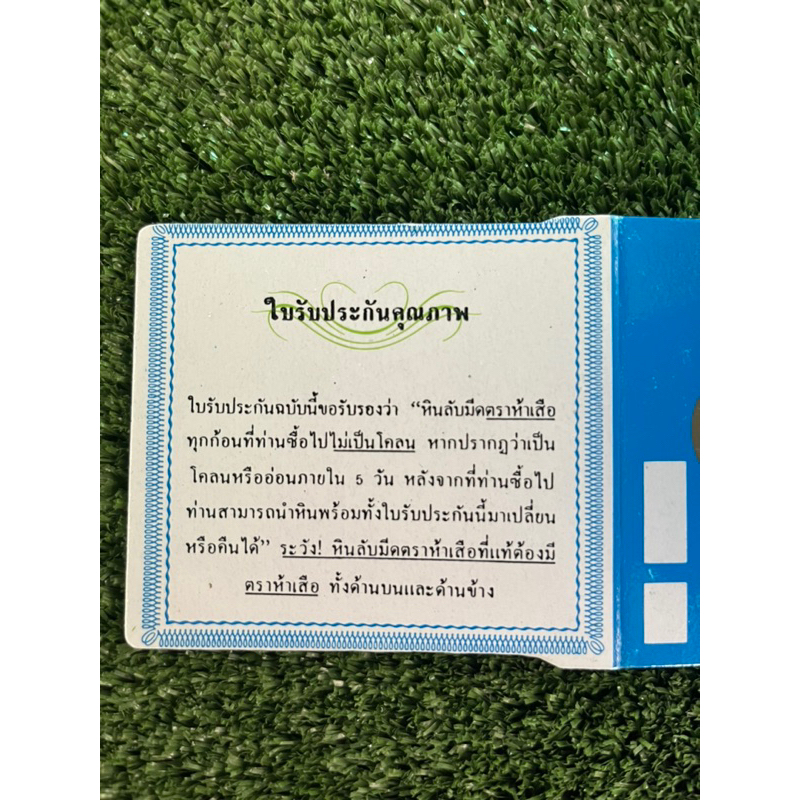 ใบรับประกันคุณภาพ
ใบรับประกันฉบับนี้ขอรับรองว่า “หินลับมีดตราห้าเสือ
ทุกก้อนที่ท่านซื้อไปไม่เป็นโคลน หากปรากฏว่าเป็น
โคลนหรืออ่อนภายใน 5 วัน หลังจากที่ท่านซื้อไป
ท่านสามารถนำหินพร้อมทั้งใบรับประกันนี้มาเปลี่ยน
หรือคืนได้” ระวัง! หินลับมีดตราห้าเสือที่แท้ต้องมี
ตราห้าเสือ ทั้งด้านบนและด้านข้าง